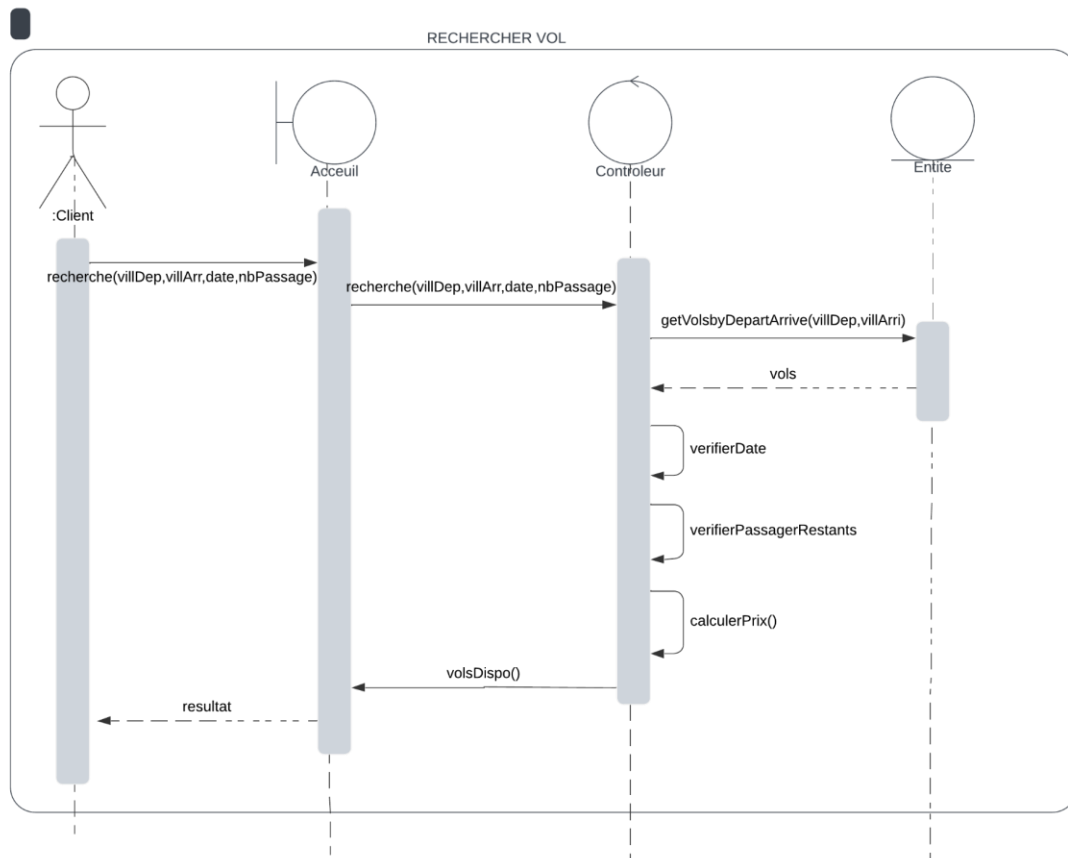 RECHERCHER VOL
Acceuil
Controleur
Entite
:Client
recherche(villDep,villArr,date,nbPassage)
recherche(villDep,villArr,date,nbPassage)
getVolsbyDepartArrive(villDep,villArri)
vols
verifierDate
verifierPassagerRestants
calculerPrix()
volsDispo()
resultat